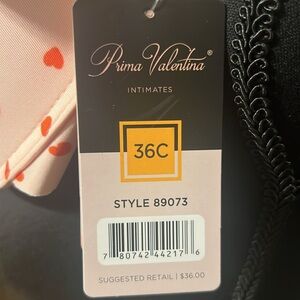 Prima Valentina®
INTIMATES
36C
STYLE 89073
7 80742 44217 6
SUGGESTED RETAIL | $36.00